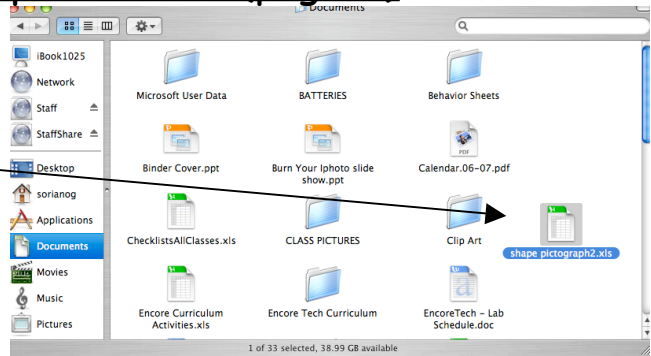 Documents
iBook1025
Network
Staff
StaffShare
Desktop
sorianog
Applications
Documents
Movies
Music
Pictures
Microsoft User Data
BATTERIES
Behavior Sheets
Binder Cover.ppt
Burn Your Iphoto slide
show.ppt
PDF
Calendar.06-07.pdf
ChecklistsAllClasses.xls
CLASS PICTURES
Clip Art
shape pictograph2.xls
Encore Curriculum
Activities.xls
Encore Tech Curriculum
EncoreTech - Lab
Schedule.doc
1 of 33 selected, 38.99 GB available